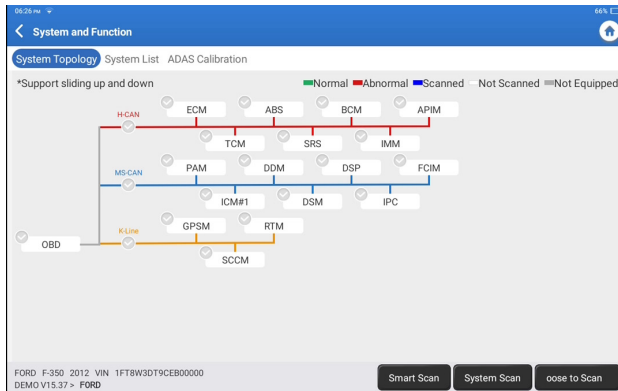 06:26 PM 66%
System and Function
System Topology System List ADAS Calibration
*Support sliding up and down Normal Abnormal Scanned Not Scanned Not Equipped
H-CAN ECM ABS BCM APIM
TCM SRS IMM
MS-CAN PAM DDM DSP FCIM
ICM#1 DSM IPC
K-Line GPSM RTM
OBD
SCCM
FORD F-350 2012 VIN 1FT8W3DT9CEB00000
DEMO V15.37 > FORD
Smart Scan System Scan oose to Scan